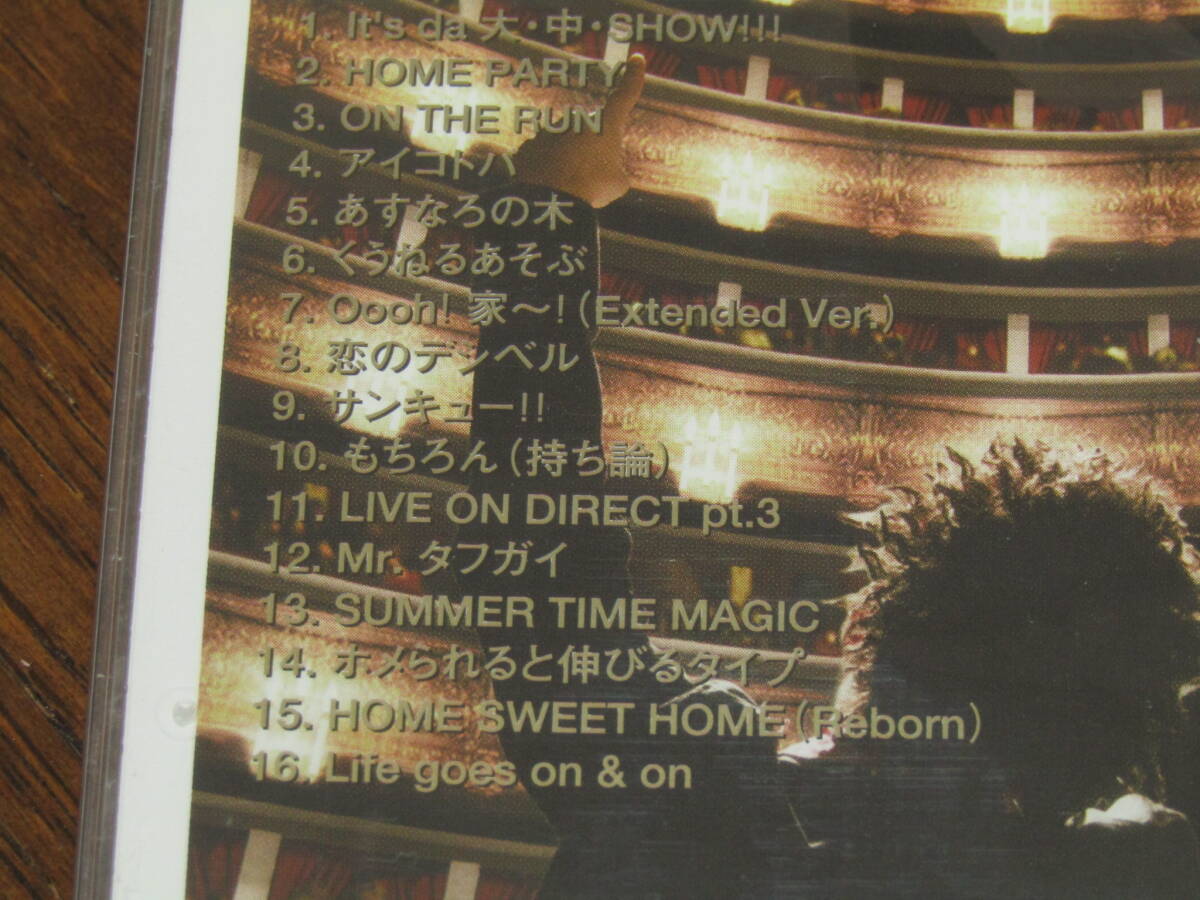 1. It's da 大・中・SHOW!!!
2. HOME PARTY
3. ON THE RUN
4. アイコトバ
5. あすなろの木
6. くうねるあそぶ
7. Oooh! 家〜!（Extended Ver.）
8. 恋のデシベル
9. サンキュー!!
10. もちろん（持ち論）
11. LIVE ON DIRECT pt.3
12. Mr. タフガイ
13. SUMMER TIME MAGIC
14. ホメられると伸びるタイプ
15. HOME SWEET HOME（Reborn）
16. Life goes on & on